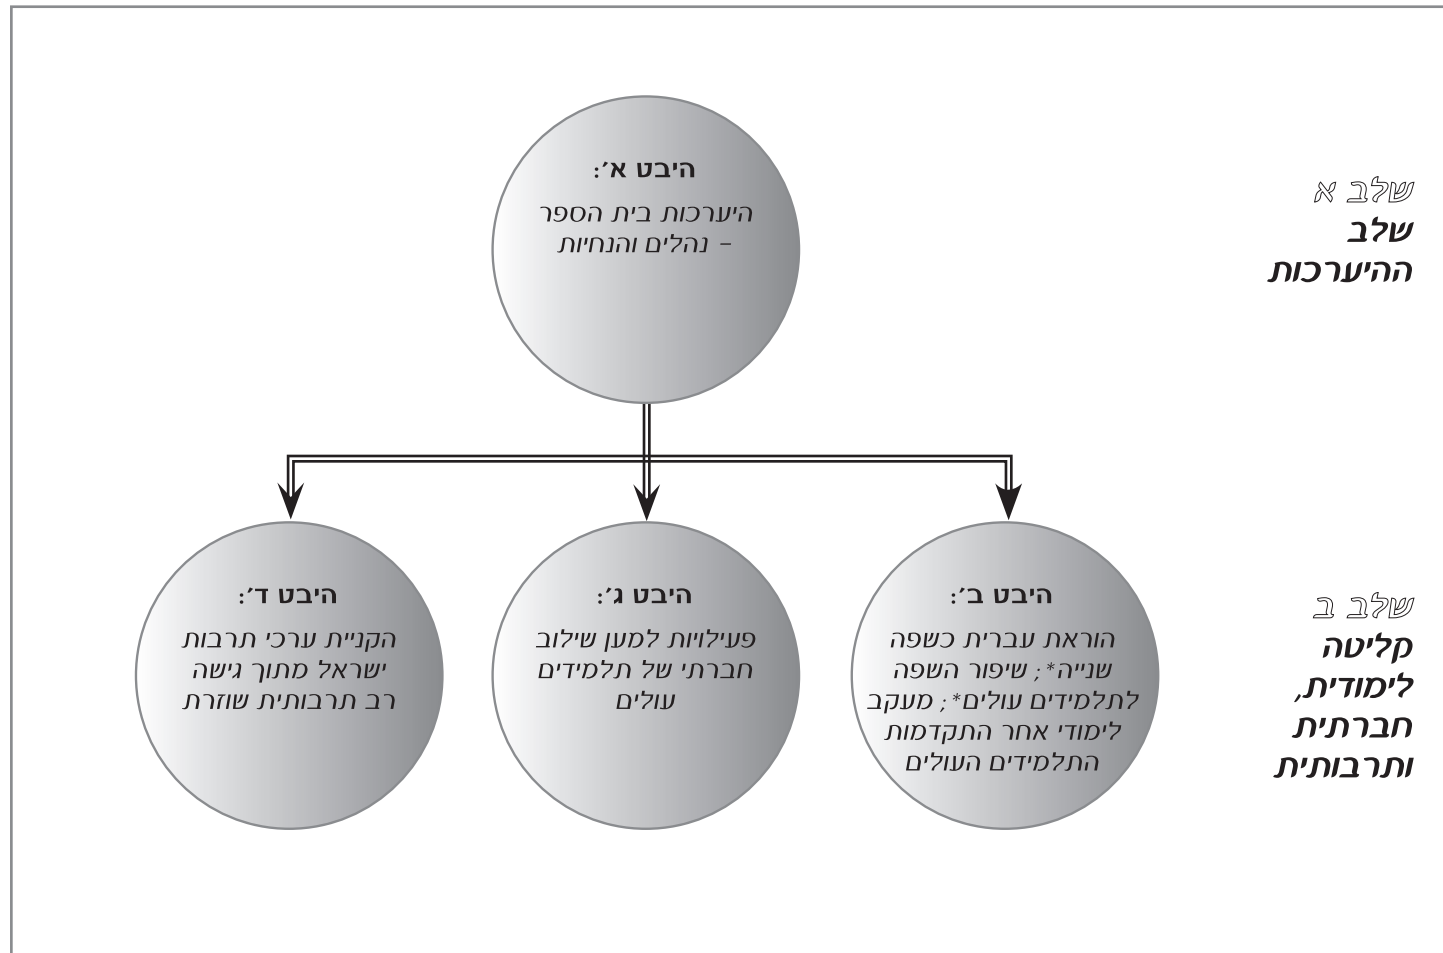 שלב א
שלב
ההיערכות
היבט א':
היערכות בית הספר
– נהלים והנחיות
שלב ב
קליטה
לימודית,
חברתית
ותרבותית
היבט ב':
הוראת עברית כשפה
שנייה*; שיפור השפה
לתלמידים עולים*; מעקב
לימודי אחר התקדמות
התלמידים העולים
היבט ג':
פעילויות למען שילוב
חברתי של תלמידים
עולים
היבט ד':
הקניית ערכי תרבות
ישראל מתוך גישה
רב תרבותית שוזרת